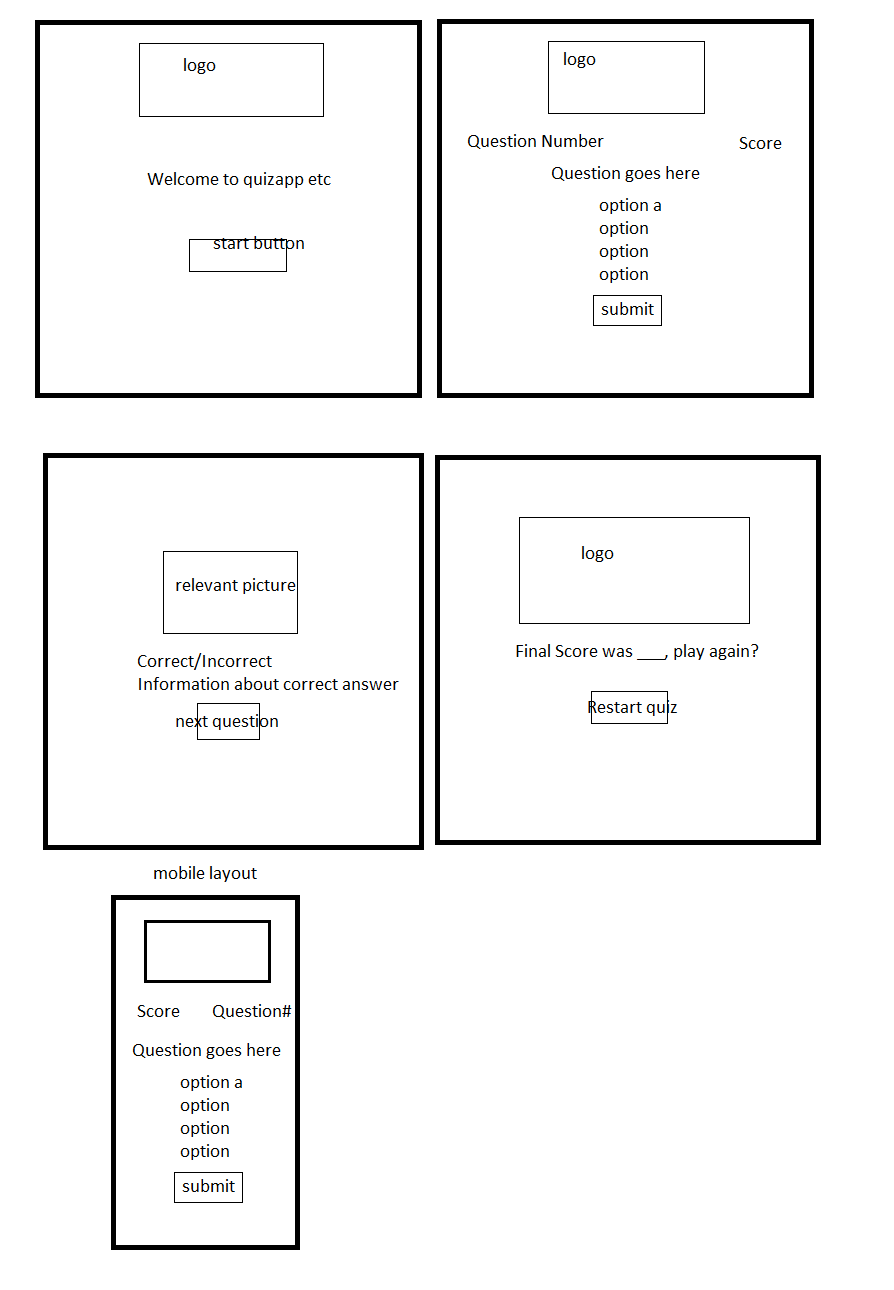 logo
Welcome to quizapp etc
start button
logo
Question Number
Score
Question goes here
option a
option
option
option
submit
relevant picture
Correct/Incorrect
Information about correct answer
next question
logo
Final Score was ___, play again?
Restart quiz
mobile layout
Score Question#
Question goes here
option a
option
option
option
submit